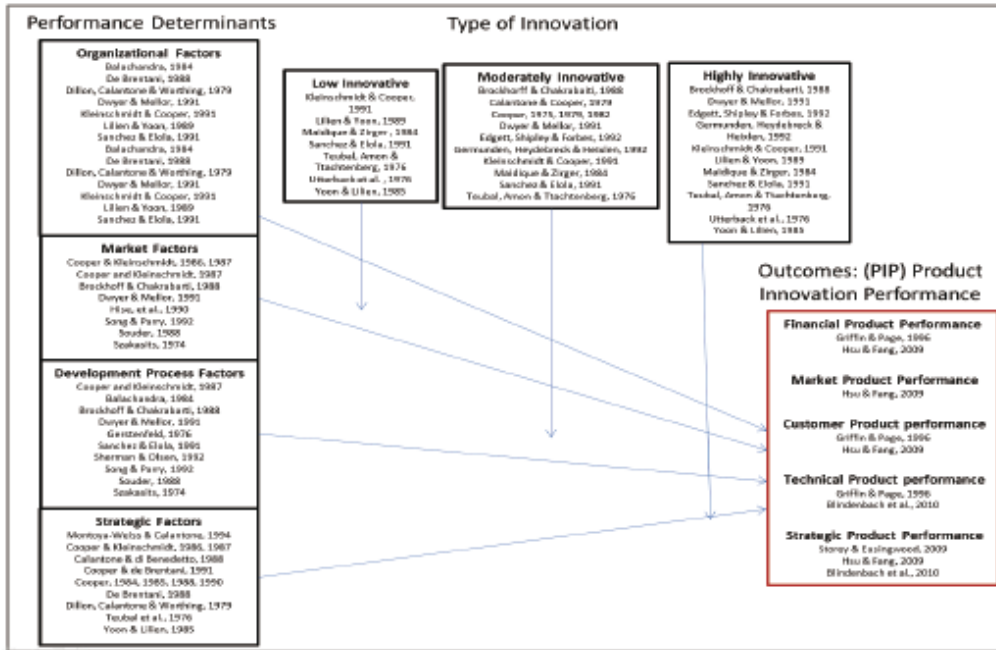 Performance Determinants
Type of Innovation
Organizational Factors
Balachandra, 1984
De Brentani, 1988
Dillon, Calantone & Worthing, 1979
Dwyer & Mellor, 1991
Kleinschmidt & Cooper, 1991
Lilien & Yoon, 1989
Sanchez & Elola, 1991
Balachandra, 1984
De Brentani, 1988
Dillon, Calantone & Worthing, 1979
Dwyer & Mellor, 1991
Kleinschmidt & Cooper, 1991
Lilien & Yoon, 1989
Sanchez & Elola, 1991
Market Factors
Cooper & Kleinschmidt, 1986, 1987
Cooper and Kleinschmidt, 1987
Brockhoff & Chakrabarti, 1988
Dwyer & Mellor, 1991
Hise, et al., 1990
Song & Parry, 1992
Souder, 1988
Szakasits, 1974
Development Process Factors
Cooper and Kleinschmidt, 1987
Balachandra, 1984
Brockhoff & Chakrabarti, 1988
Dwyer & Mellor, 1991
Gerstenfeld, 1976
Sanchez & Elola, 1991
Sherman & Olsen, 1992
Song & Parry, 1992
Souder, 1988
Szakasits, 1974
Strategic Factors
Montoya-Weiss & Calantone, 1994
Cooper & Kleinschmidt, 1986, 1987
Calantone & di Benedetto, 1988
Cooper & de Brentani, 1991
Cooper, 1984, 1985, 1988, 1990
De Brentani, 1988
Dillon, Calantone & Worthing, 1979
Teubal et al., 1976
Yoon & Lilien, 1985
Low Innovative
Kleinschmidt & Cooper,
1991
Lilien & Yoon, 1989
Maidique & Zirger, 1984
Sanchez & Elola, 1991
Teubal, Arnon &
Ttachtenberg, 1976
Utterback et al., 1976
Yoon & Lilien, 1985
Moderately Innovative
Brockhorff & Chakrabarti, 1988
Calantone & Cooper, 1979
Cooper, 1975, 1979, 1982
Dwyer & Mellor, 1991
Edgett, Shipley & Forbes, 1992
Germunden, Heydebreck & Hetden, 1992
Kleinschmidt & Cooper, 1991
Maidique & Zirger, 1984
Sanchez & Elola, 1991
Teubal, Arnon & Ttachtenberg, 1976
Highly Innovative
Brockhoff & Chakrabarti, 1988
Dwyer & Mellor, 1991
Edgett, Shipley & Forbes, 1992
Germunden, Heydebreck &
Hetden, 1992
Kleinschmidt & Cooper, 1991
Lilien & Yoon, 1989
Maidique & Zirger, 1984
Sanchez & Elola, 1991
Teubal, Arnon & Ttachtenberg,
1976
Utterback et al., 1976
Yoon & Lilien, 1985
Outcomes: (PIP) Product
Innovation Performance
Financial Product Performance
Griffin & Page, 1996
Hsu & Fang, 2009
Market Product Performance
Hsu & Fang, 2009
Customer Product performance
Griffin & Page, 1996
Hsu & Fang, 2009
Technical Product performance
Griffin & Page, 1996
Blindenbach et al., 2010
Strategic Product Performance
Storey & Easingwood, 2009
Hsu & Fang, 2009
Blindenbach et al., 2010